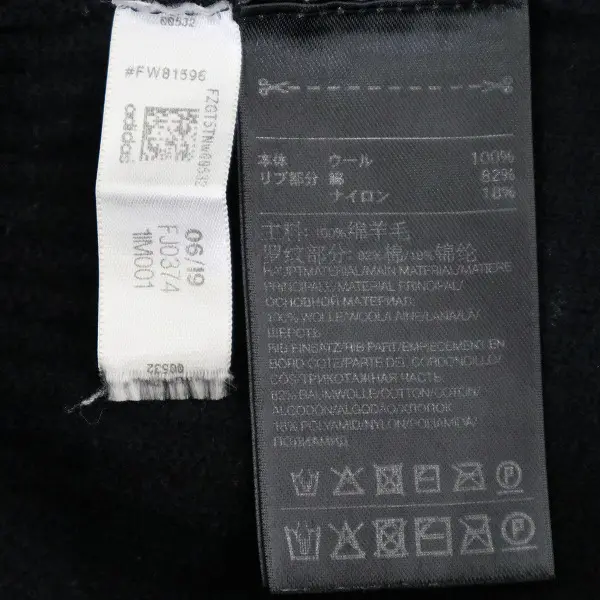 00532
#FW81596
FZGT5TNw00532
adidas
06/19
FJ0374
1IM001
00532
本体 ウール 100%
リブ部分 綿 82%
ナイロン 18%
主料: 100%绵羊毛
罗纹部分: 82%棉/18%锦纶
HAUPTMATERIAL/MAIN MATERIAL/MATIERE
PRINCIPALE/MATERIAL PRINCIPAL/
ОСНОВНОЙ МАТЕРИАЛ:
100% WOLLE/WOOL/LAINE/LANA/LÃ/
ШЕРСТЬ
RIB EINSATZ/RIB PART/EMPIECEMENT EN
BORD COTE/PARTE DEL CORDONCILLO/
COS/ТРИКОТАЖНАЯ ЧАСТЬ:
82% BAUMWOLLE/COTTON/COTON/
ALGODON/ALGODÃO/ХЛОПОК
18% POLYAMID/NYLON/POLIAMIDA/
ПОЛИАМИД
P
P